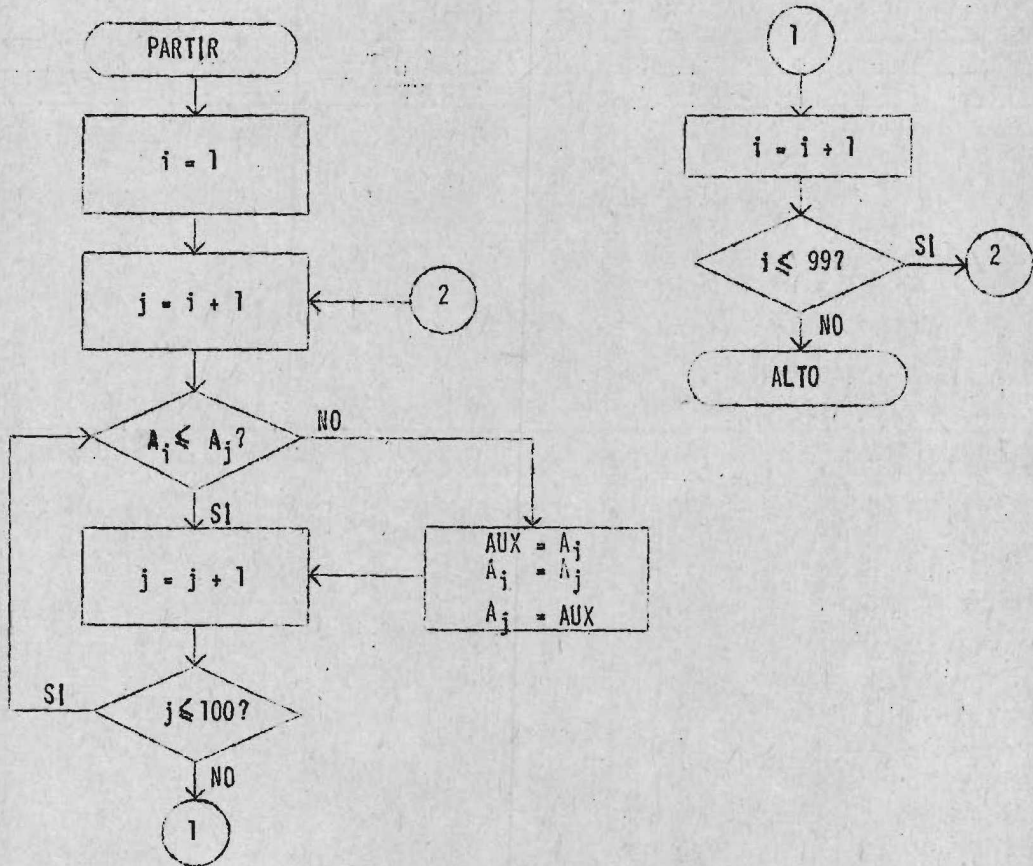 PARTIR
i = 1
j = i + 1
2
A_i ≤ A_j?
NO
SI
j = j + 1
AUX = A_j
A_i = A_j
A_j = AUX
SI
j ≤ 100?
NO
1
1
i = i + 1
i ≤ 99?
SI
2
NO
ALTO